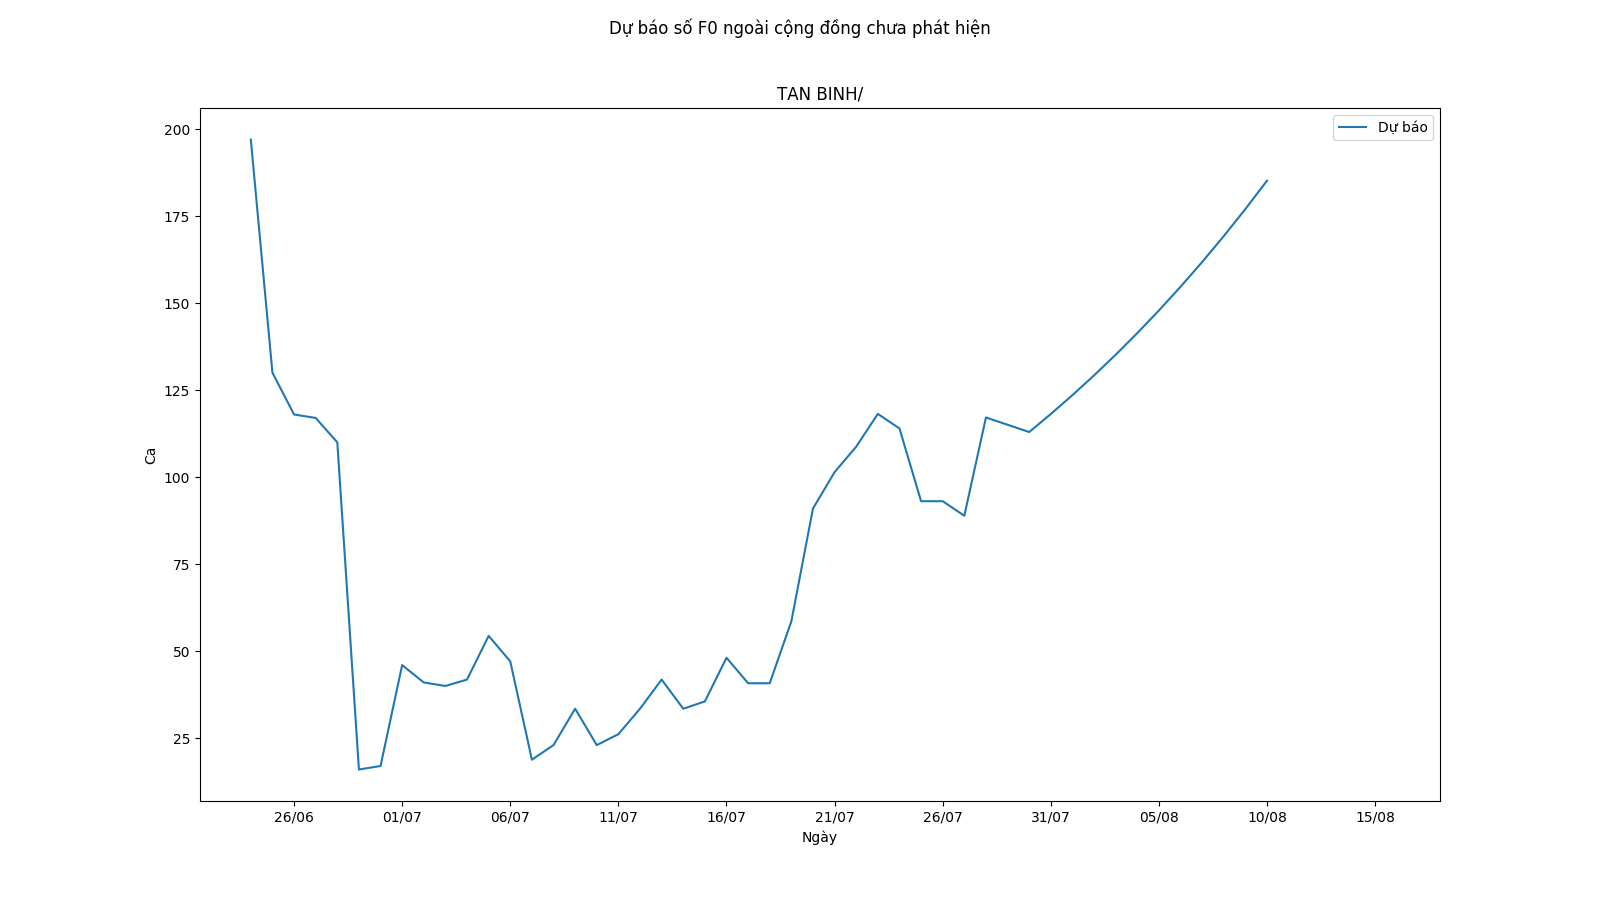 Dự báo số F0 ngoài cộng đồng chưa phát hiện
TAN BINH/
Dự báo
200
175
150
125
100
75
50
25
Ca
26/06 01/07 06/07 11/07 16/07 21/07 26/07 31/07 05/08 10/08 15/08
Ngày